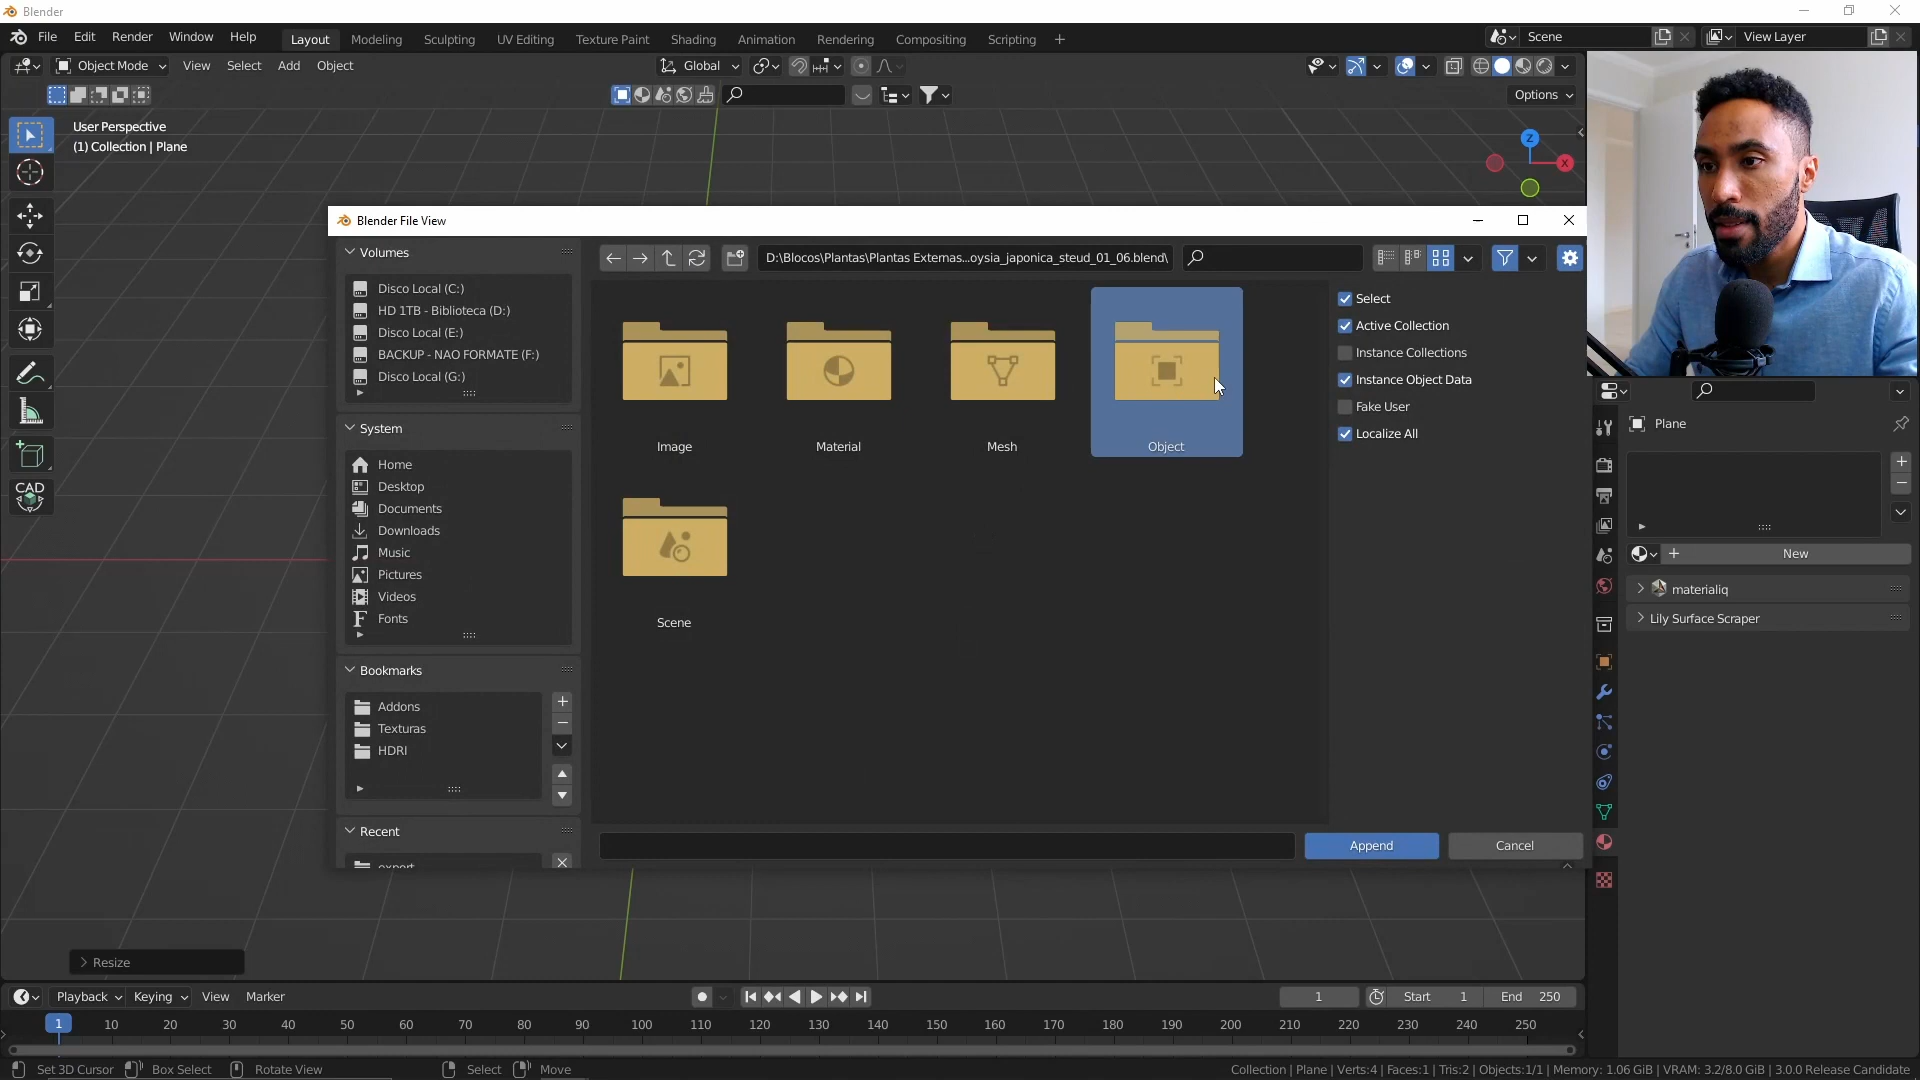 Blender
File Edit Render Window Help
Layout Modeling Sculpting UV Editing Texture Paint Shading Animation Rendering Compositing Scripting +
Scene View Layer
Object Mode View Select Add Object Global
Options
User Perspective
(1) Collection | Plane
Z
X
Blender File View
Volumes
Disco Local (C:)
HD 1TB - Biblioteca (D:)
Disco Local (E:)
BACKUP - NAO FORMATE (F:)
Disco Local (G:)
System
Home
Desktop
Documents
Downloads
Music
Pictures
Videos
Fonts
Bookmarks
Addons
Texturas
HDRI
Recent
export
D:\Blocos\Plantas\Plantas Externas...oysia_japonica_steud_01_06.blend\
Image Material Mesh Object
Scene
Select
Active Collection
Instance Collections
Instance Object Data
Fake User
Localize All
Append Cancel
CAD
Plane
New
materialiq
Lily Surface Scraper
Resize
Playback Keying View Marker
1 Start 1 End 250
1 10 20 30 40 50 60 70 80 90 100 110 120 130 140 150 160 170 180 190 200 210 220 230 240 250
Set 3D Cursor Box Select Rotate View Select Move
Collection | Plane | Verts:4 | Faces:1 | Tris:2 | Objects:1/1 | Memory: 1.06 GiB | VRAM: 3.2/8.0 GiB | 3.0.0 Release Candidate